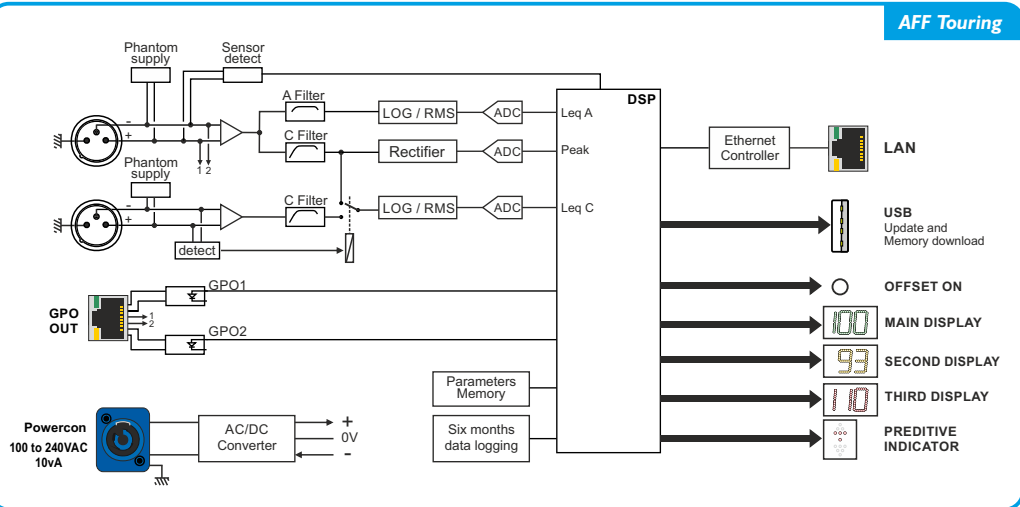 AFF Touring
Phantom
supply
Sensor
detect
A Filter
LOG / RMS
ADC
Leq A
DSP
-
+
C Filter
Rectifier
ADC
Peak
Ethernet
Controller
LAN
1 2
Phantom
supply
-
+
C Filter
LOG / RMS
ADC
Leq C
detect
USB
Update and
Memory download
GPO
OUT
GPO1
1
2
GPO2
OFFSET ON
100
MAIN DISPLAY
93
SECOND DISPLAY
110
THIRD DISPLAY
PREDITIVE
INDICATOR
Parameters
Memory
Six months
data logging
Powercon
100 to 240VAC
10vA
AC/DC
Converter
+
0V
-